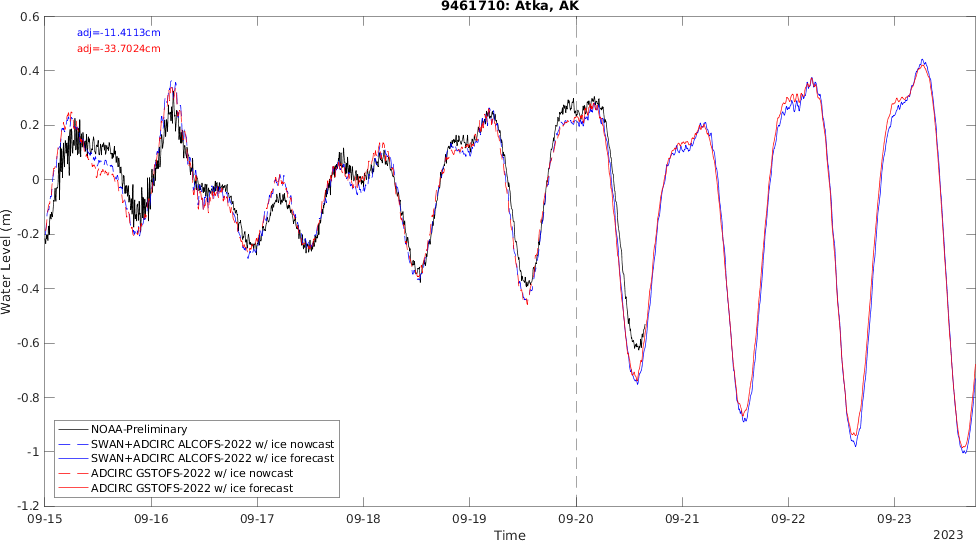 9461710: Atka, AK
adj=-11.4113cm
adj=-33.7024cm
0.6
0.4
0.2
0
-0.2
-0.4
-0.6
-0.8
-1
-1.2
Water Level (m)
NOAA-Preliminary
SWAN+ADCIRC ALCOFS-2022 w/ ice nowcast
SWAN+ADCIRC ALCOFS-2022 w/ ice forecast
ADCIRC GSTOFS-2022 w/ ice nowcast
ADCIRC GSTOFS-2022 w/ ice forecast
09-15 09-16 09-17 09-18 09-19 09-20 09-21 09-22 09-23
Time
2023